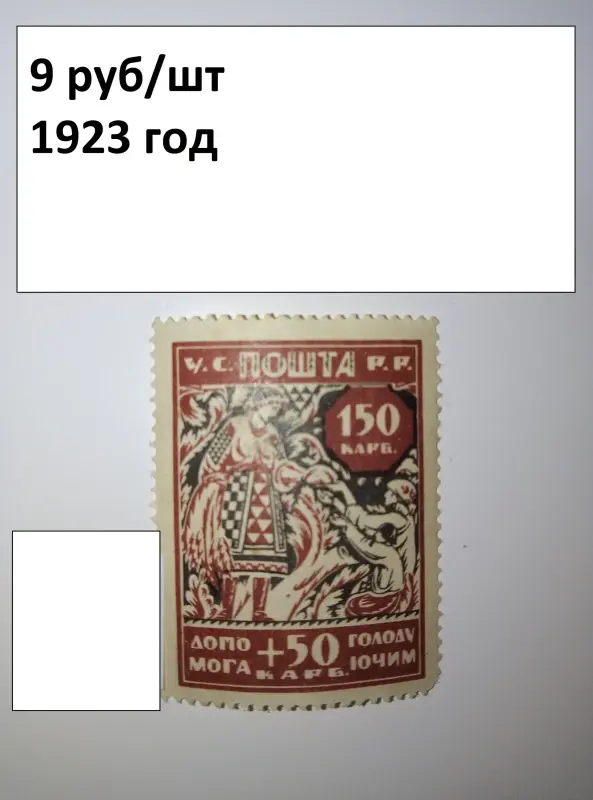 9 руб/шт
1923 год
У.С. ПОШТА Р.Р.
150
КАРБ.
ДОПО +50 ГОЛОДУ
МОГА КАРБ. ЮЧИМ